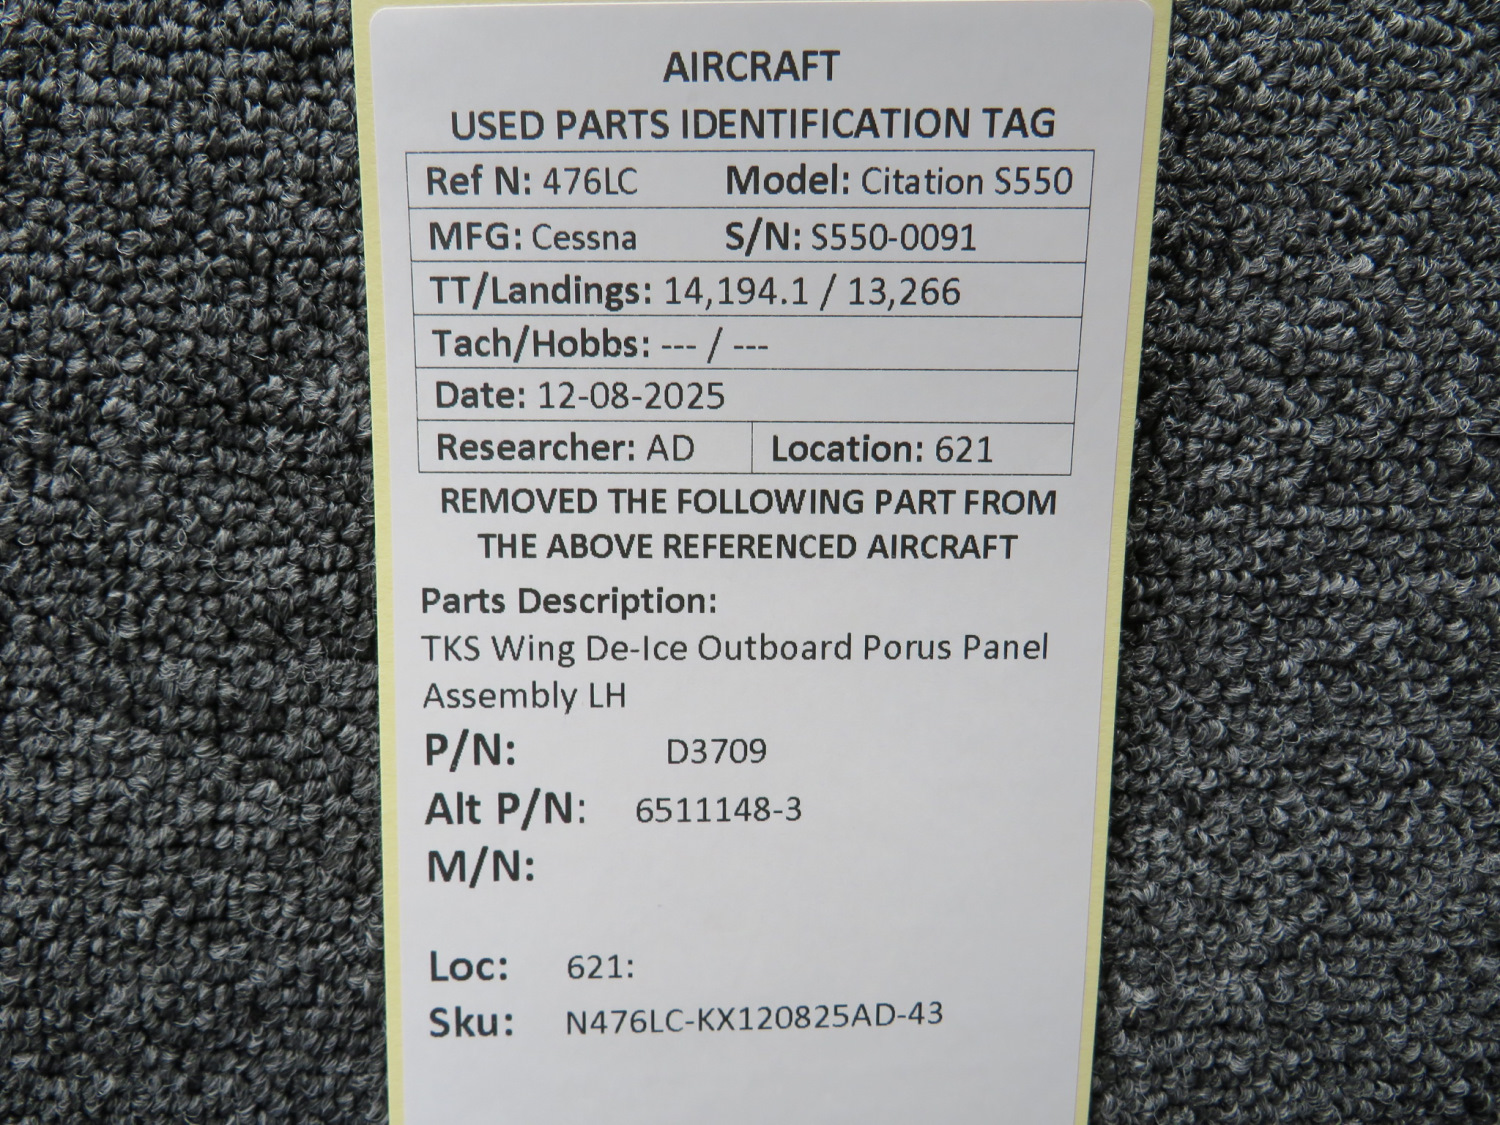 AIRCRAFT
USED PARTS IDENTIFICATION TAG
Ref N: 476LC Model: Citation S550
MFG: Cessna S/N: S550-0091
TT/Landings: 14,194.1 / 13,266
Tach/Hobbs: --- / ---
Date: 12-08-2025
Researcher: AD Location: 621
REMOVED THE FOLLOWING PART FROM
THE ABOVE REFERENCED AIRCRAFT
Parts Description:
TKS Wing De-Ice Outboard Porus Panel
Assembly LH
P/N: D3709
Alt P/N: 6511148-3
M/N:
Loc: 621:
Sku: N476LC-KX120825AD-43